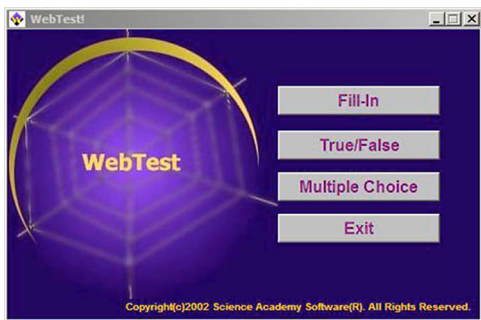 WebTest!
WebTest
Fill-In
True/False
Multiple Choice
Exit
Copyright(c)2002 Science Academy Software(R). All Rights Reserved.